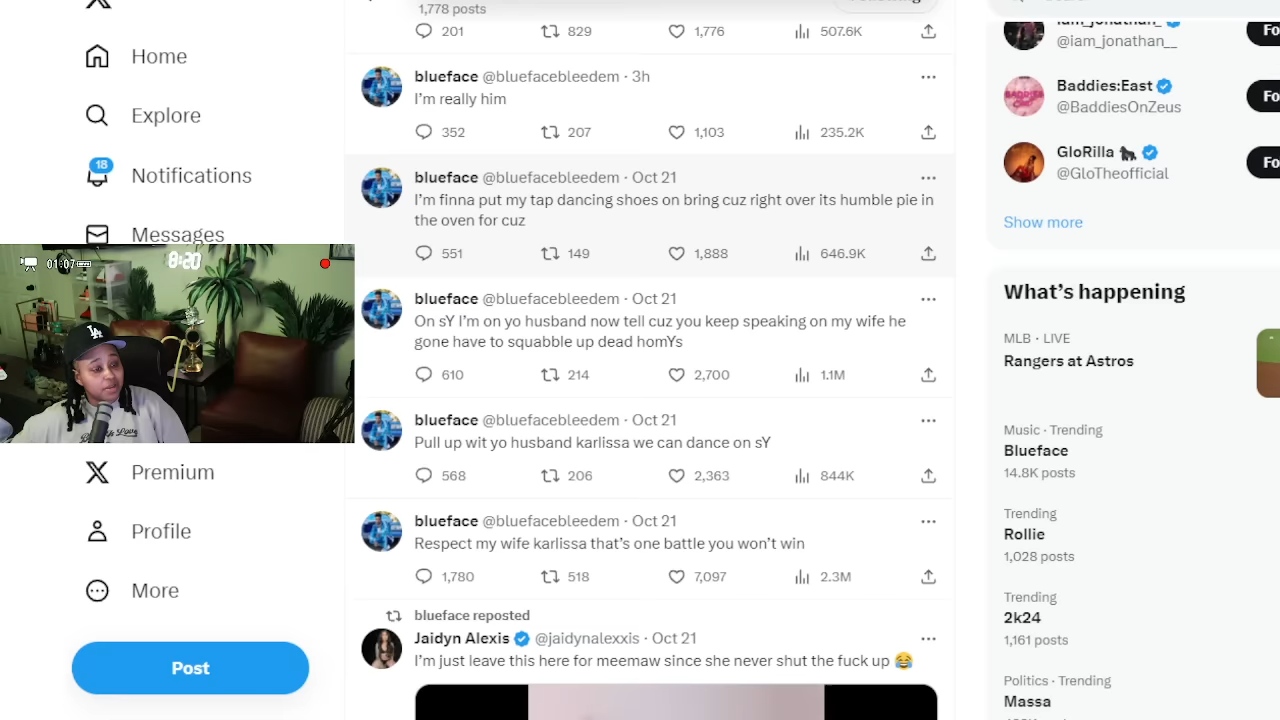 Home
Explore
18
Notifications
Messages
01:07
8:20
LA
Premium
Profile
More
Post
1,778 posts
Following
201 829 1,776 507.6K
blueface @bluefacebleedem · 3h
I'm really him
352 207 1,103 235.2K
blueface @bluefacebleedem · Oct 21
I'm finna put my tap dancing shoes on bring cuz right over its humble pie in
the oven for cuz
551 149 1,888 646.9K
blueface @bluefacebleedem · Oct 21
On sY I'm on yo husband now tell cuz you keep speaking on my wife he
gone have to squabble up dead homYs
610 214 2,700 1.1M
blueface @bluefacebleedem · Oct 21
Pull up wit yo husband karlissa we can dance on sY
568 206 2,363 844K
blueface @bluefacebleedem · Oct 21
Respect my wife karlissa that's one battle you won't win
1,780 518 7,097 2.3M
blueface reposted
Jaidyn Alexis @jaidynalexxis · Oct 21
I'm just leave this here for meemaw since she never shut the fuck up 😂
iam_jonathan_
@iam_jonathan__
Fo
Baddies:East
@BaddiesOnZeus
Fo
GloRilla 🦍
@GloTheofficial
Fo
Show more
What's happening
MLB · LIVE
Rangers at Astros
Music · Trending
Blueface
14.8K posts
Trending
Rollie
1,028 posts
Trending
2k24
1,161 posts
Politics · Trending
Massa